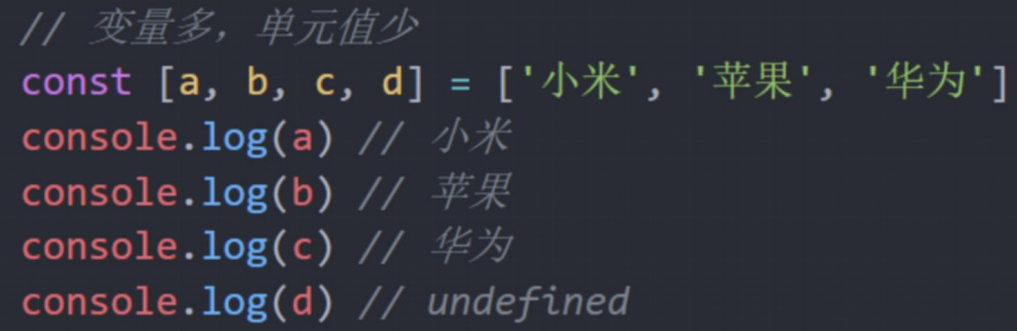 // 变量多，单元值少
const [a, b, c, d] = ['小米', '苹果', '华为']
console.log(a) // 小米
console.log(b) // 苹果
console.log(c) // 华为
console.log(d) // undefined